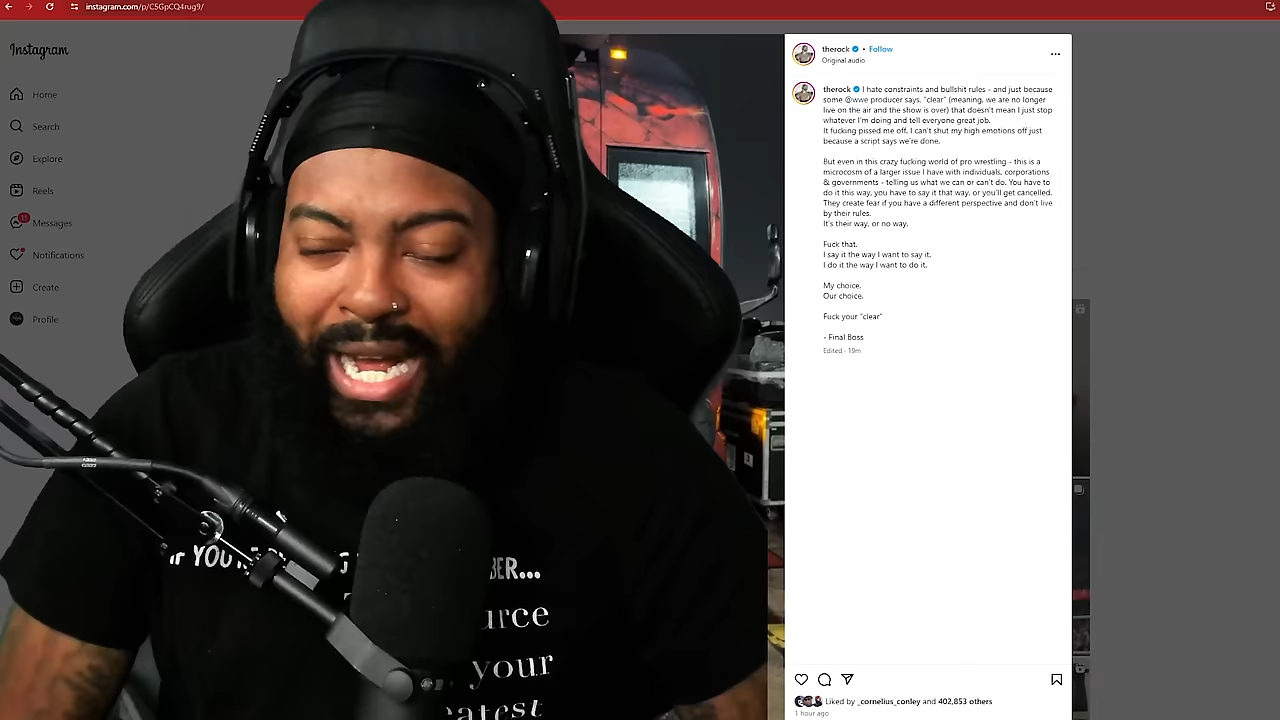 instagram.com/p/C5GpCQ4rug9/
Instagram
Home
Search
Explore
Reels
11
Messages
Notifications
Create
Profile
therock • Follow
Original audio
therock I hate constraints and bullshit rules - and just because
some @wwe producer says, "clear" (meaning, we are no longer
live on the air and the show is over) that doesn't mean I just stop
whatever I'm doing and tell everyone great job.
It fucking pissed me off. I can't shut my high emotions off just
because a script says we're done.
But even in this crazy fucking world of pro wrestling - this is a
microcosm of a larger issue I have with individuals, corporations
& governments - telling us what we can or can't do. You have to
do it this way, you have to say it that way, or you'll get cancelled.
They create fear if you have a different perspective and don't live
by their rules.
It's their way, or no way.
Fuck that.
I say it the way I want to say it.
I do it the way I want to do it.
My choice.
Our choice.
Fuck your "clear"
- Final Boss
Edited · 19m
Liked by _cornelius_conley and 402,853 others
1 hour ago
YOU
BER...
urce
your